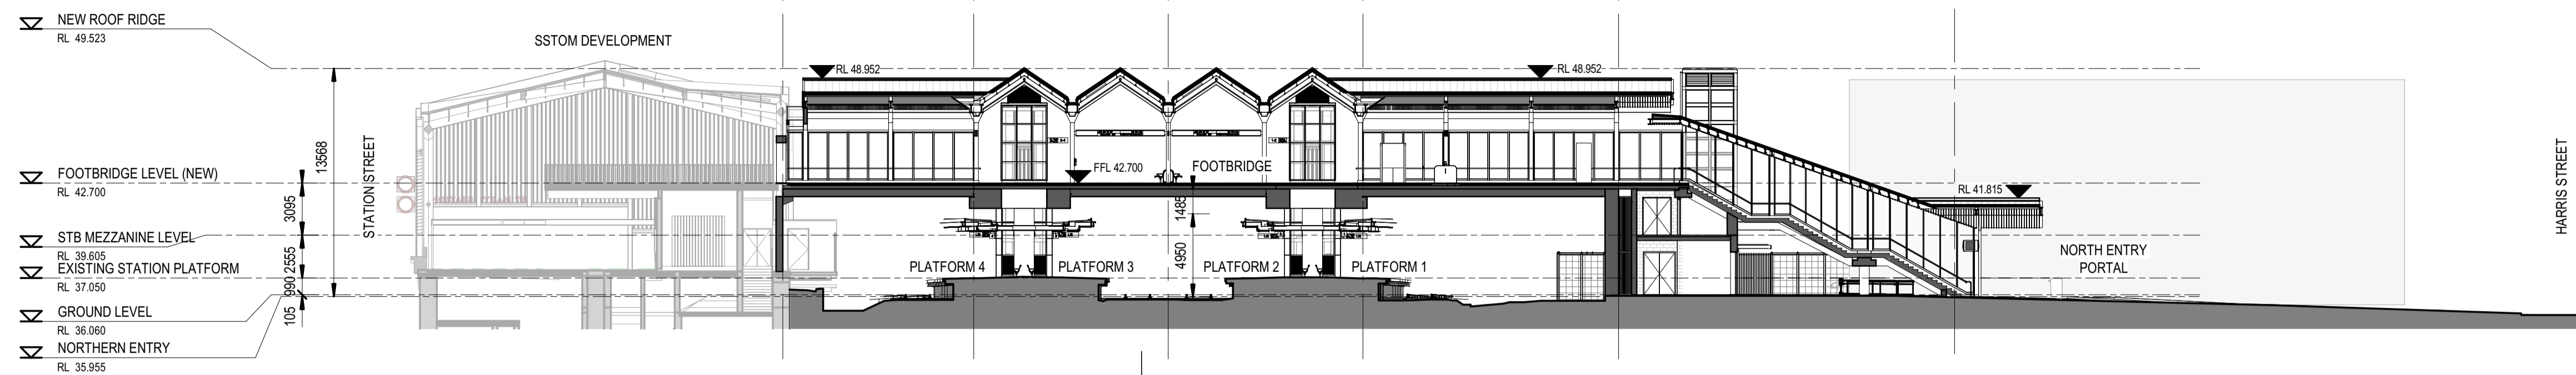 NEW ROOF RIDGE
RL 49.523
SSTOM DEVELOPMENT
RL 48.952
RL 48.952
13568
STATION STREET
FOOTBRIDGE LEVEL (NEW)
RL 42.700
FFL 42.700
FOOTBRIDGE
1485
RL 41.815
HARRIS STREET
3095
STB MEZZANINE LEVEL
RL 39.605
2555
4950
EXISTING STATION PLATFORM
RL 37.050
PLATFORM 4
PLATFORM 3
PLATFORM 2
PLATFORM 1
NORTH ENTRY
PORTAL
990
GROUND LEVEL
RL 36.060
105
NORTHERN ENTRY
RL 35.955